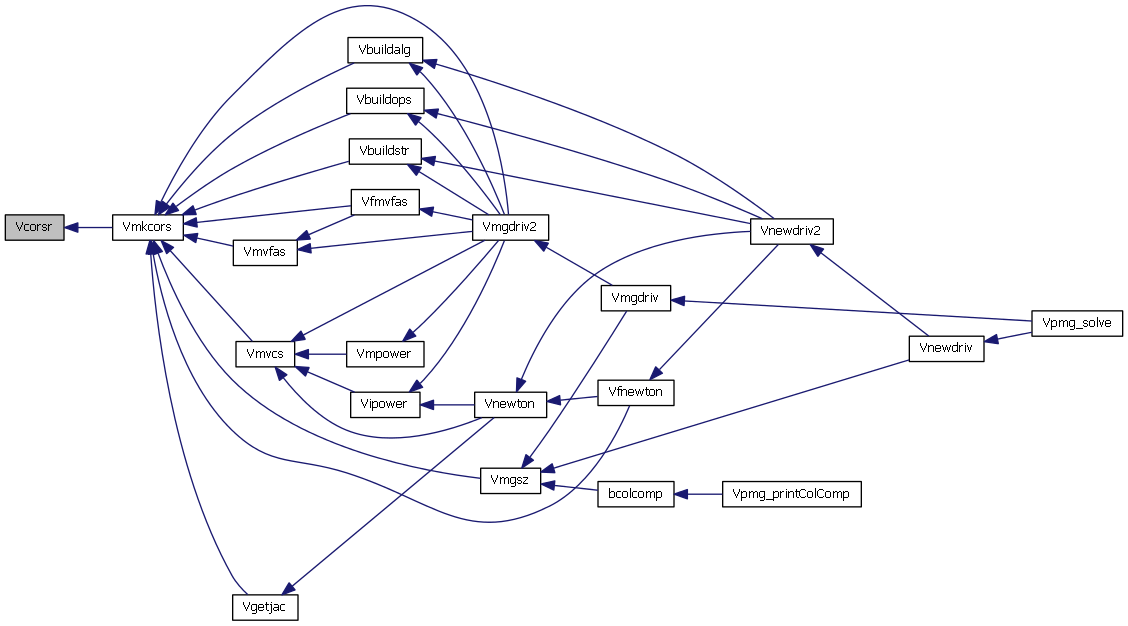 Vcorsr
Vmkcors
Vbuildalg
Vbuildops
Vbuildstr
Vfmvfas
Vmvfas
Vmgdriv2
Vnewdriv2
Vmgdriv
Vpmg_solve
Vnewdriv
Vmvcs
Vmpower
Vipower
Vnewton
Vfnewton
Vmgsz
bcolcomp
Vpmg_printColComp
Vgetjac